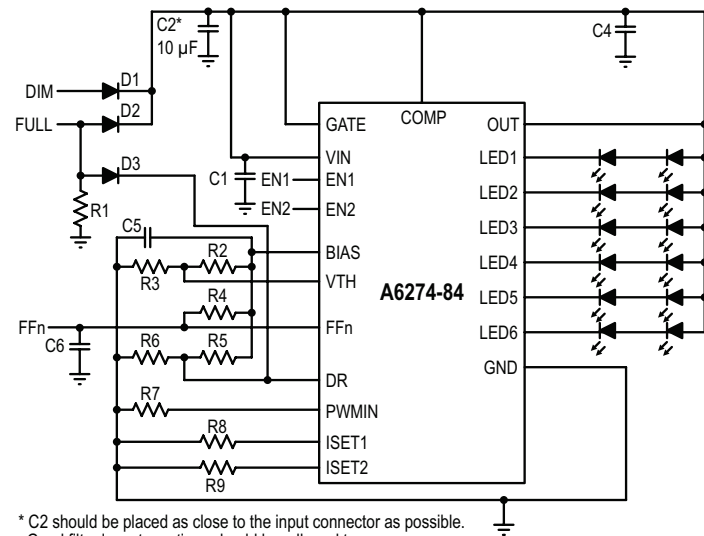 C2*
10 µF
C4
DIM
D1
FULL
D2
D3
R1
C1
GATE
COMP
OUT
VIN
LED1
EN1
EN1
LED2
EN2
EN2
LED3
C5
R2
R3
BIAS
VTH
LED4
A6274-84
R4
LED5
FFn
FFn
LED6
C6
R6
R5
GND
DR
R7
PWMIN
R8
ISET1
ISET2
R9
* C2 should be placed as close to the input connector as possible.